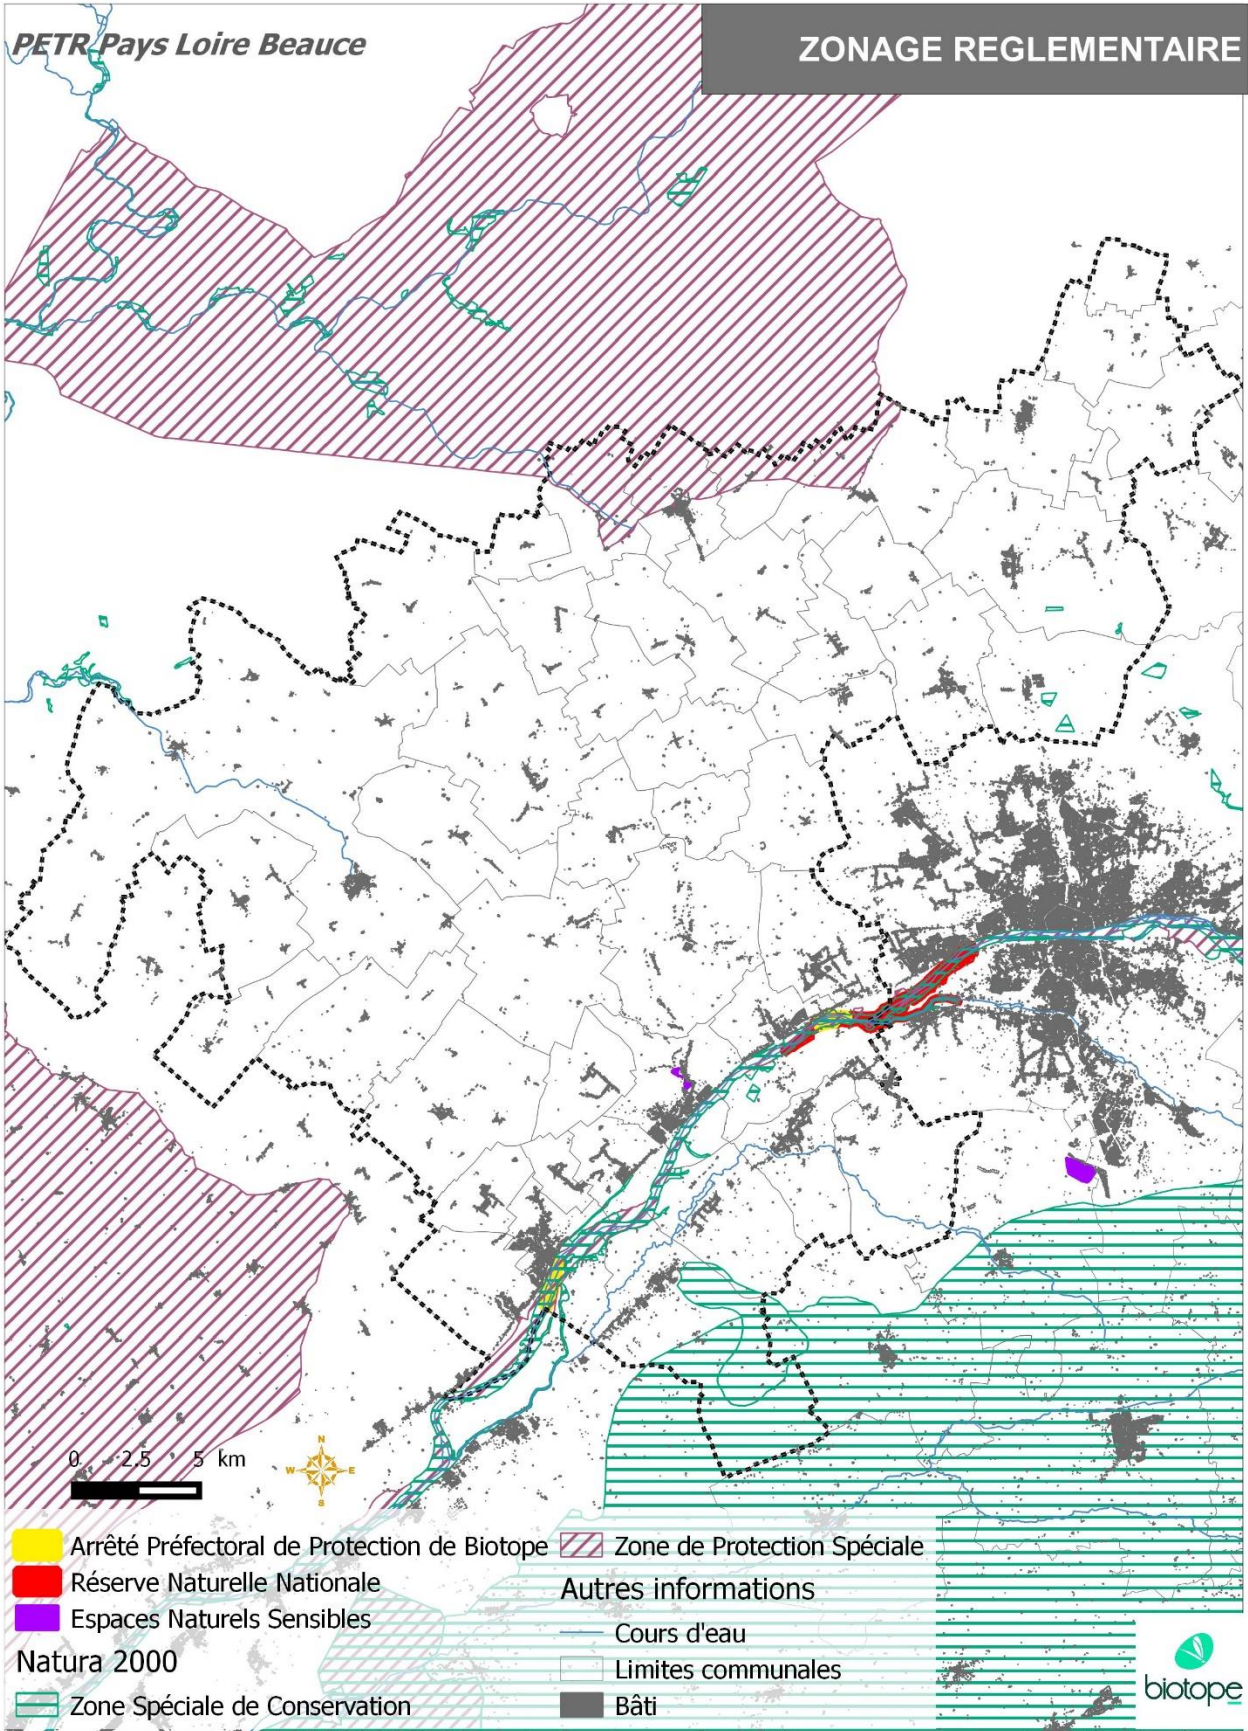 PETR Pays Loire Beauce
ZONAGE REGLEMENTAIRE
0 2.5 5 km
N
W E
S
Arrêté Préfectoral de Protection de Biotope
Réserve Naturelle Nationale
Espaces Naturels Sensibles
Natura 2000
Zone Spéciale de Conservation
Zone de Protection Spéciale
Autres informations
Cours d'eau
Limites communales
Bâti
biotope